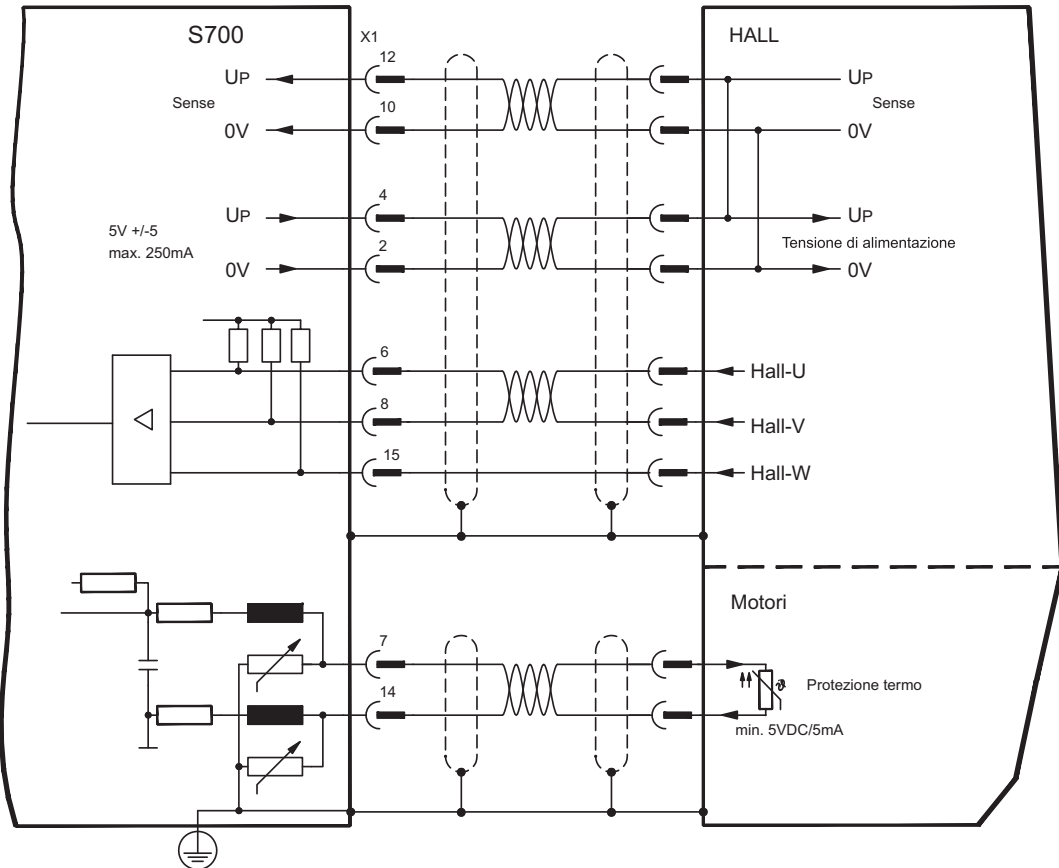 S700
X1
HALL
12
UP
UP
Sense
Sense
10
0V
0V
4
UP
UP
5V +/-5
max. 250mA
Tensione di alimentazione
2
0V
0V
6
Hall-U
8
Hall-V
15
Hall-W
Motori
7
Protezione termo
14
min. 5VDC/5mA